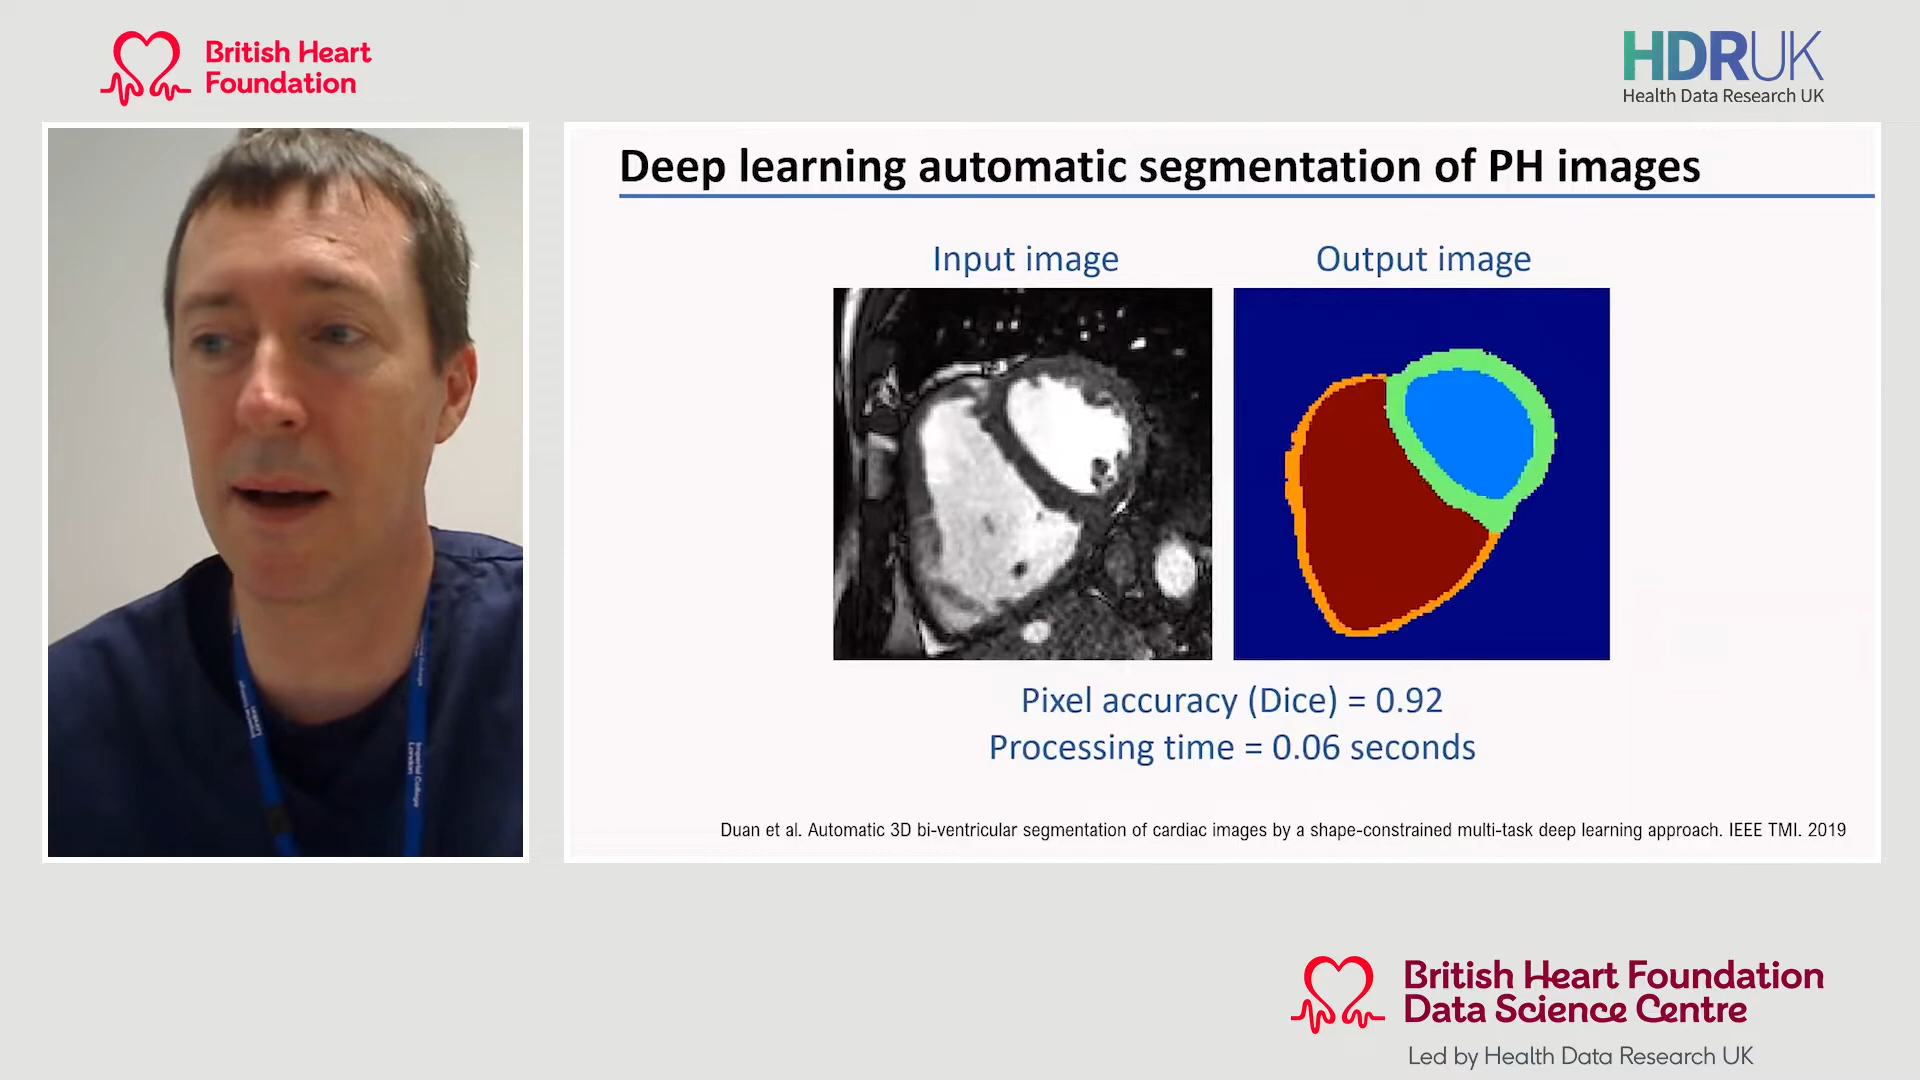 British Heart
Foundation
HDRUK
Health Data Research UK
Deep learning automatic segmentation of PH images
Input image
Output image
Pixel accuracy (Dice) = 0.92
Processing time = 0.06 seconds
Duan et al. Automatic 3D bi-ventricular segmentation of cardiac images by a shape-constrained multi-task deep learning approach. IEEE TMI. 2019
Imperial College
London
British Heart Foundation
Data Science Centre
Led by Health Data Research UK